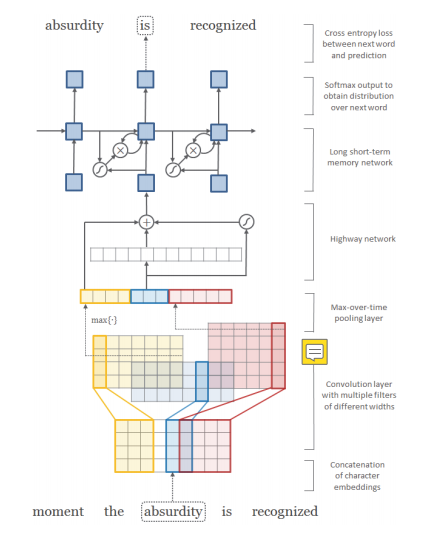 absurdity is recognized
Cross entropy loss
between next word
and prediction
Softmax output to
obtain distribution
over next word
Long short-term
memory network
Highway network
Max-over-time
pooling layer
max{·}
Convolution layer
with multiple filters
of different widths
Concatenation
of character
embeddings
moment the absurdity is recognized